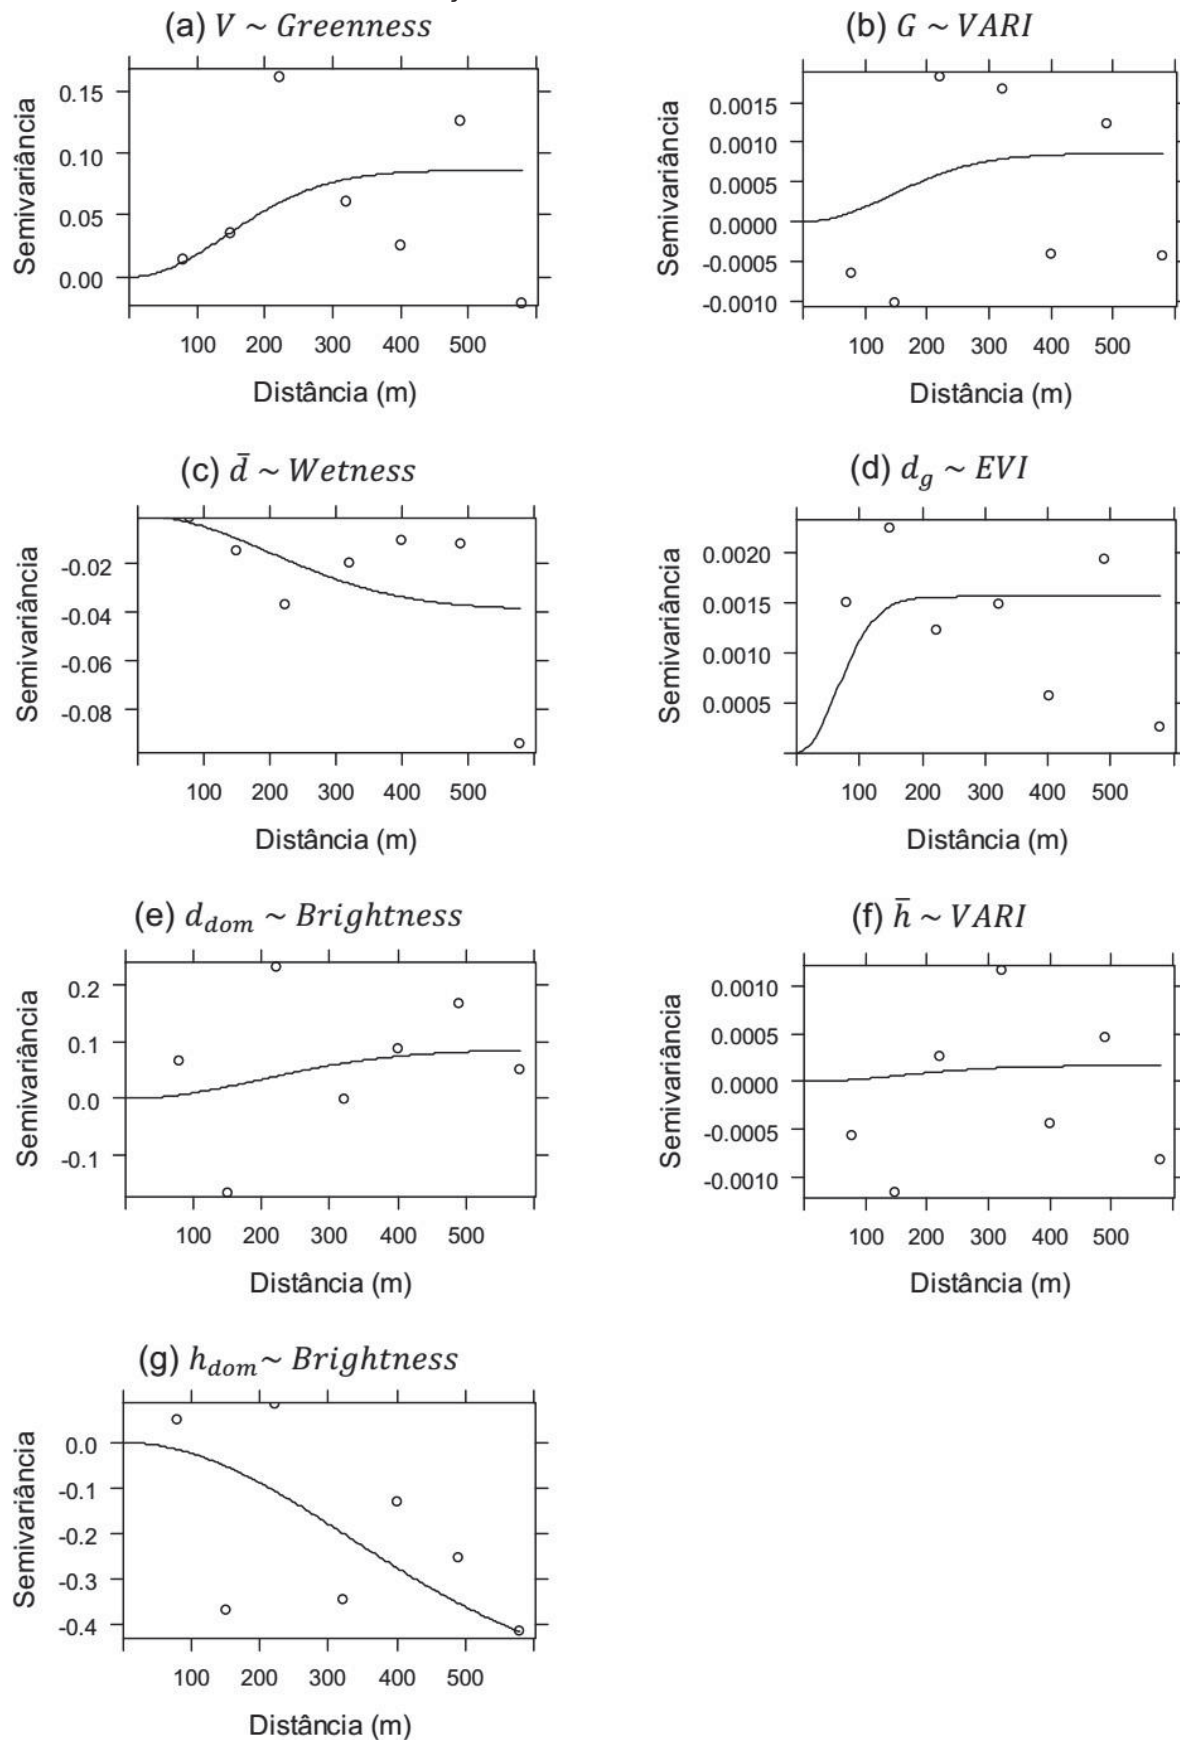 (a) V ~ Greenness
Semivariância
0.15
0.10
0.05
0.00
100 200 300 400 500
Distância (m)
(b) G ~ VARI
Semivariância
0.0015
0.0010
0.0005
0.0000
-0.0005
-0.0010
100 200 300 400 500
Distância (m)
(c) d̄ ~ Wetness
Semivariância
-0.02
-0.04
-0.06
-0.08
100 200 300 400 500
Distância (m)
(d) d_g ~ EVI
Semivariância
0.0020
0.0015
0.0010
0.0005
100 200 300 400 500
Distância (m)
(e) d_dom ~ Brightness
Semivariância
0.2
0.1
0.0
-0.1
100 200 300 400 500
Distância (m)
(f) h̄ ~ VARI
Semivariância
0.0010
0.0005
0.0000
-0.0005
-0.0010
100 200 300 400 500
Distância (m)
(g) h_dom ~ Brightness
Semivariância
0.0
-0.1
-0.2
-0.3
-0.4
100 200 300 400 500
Distância (m)